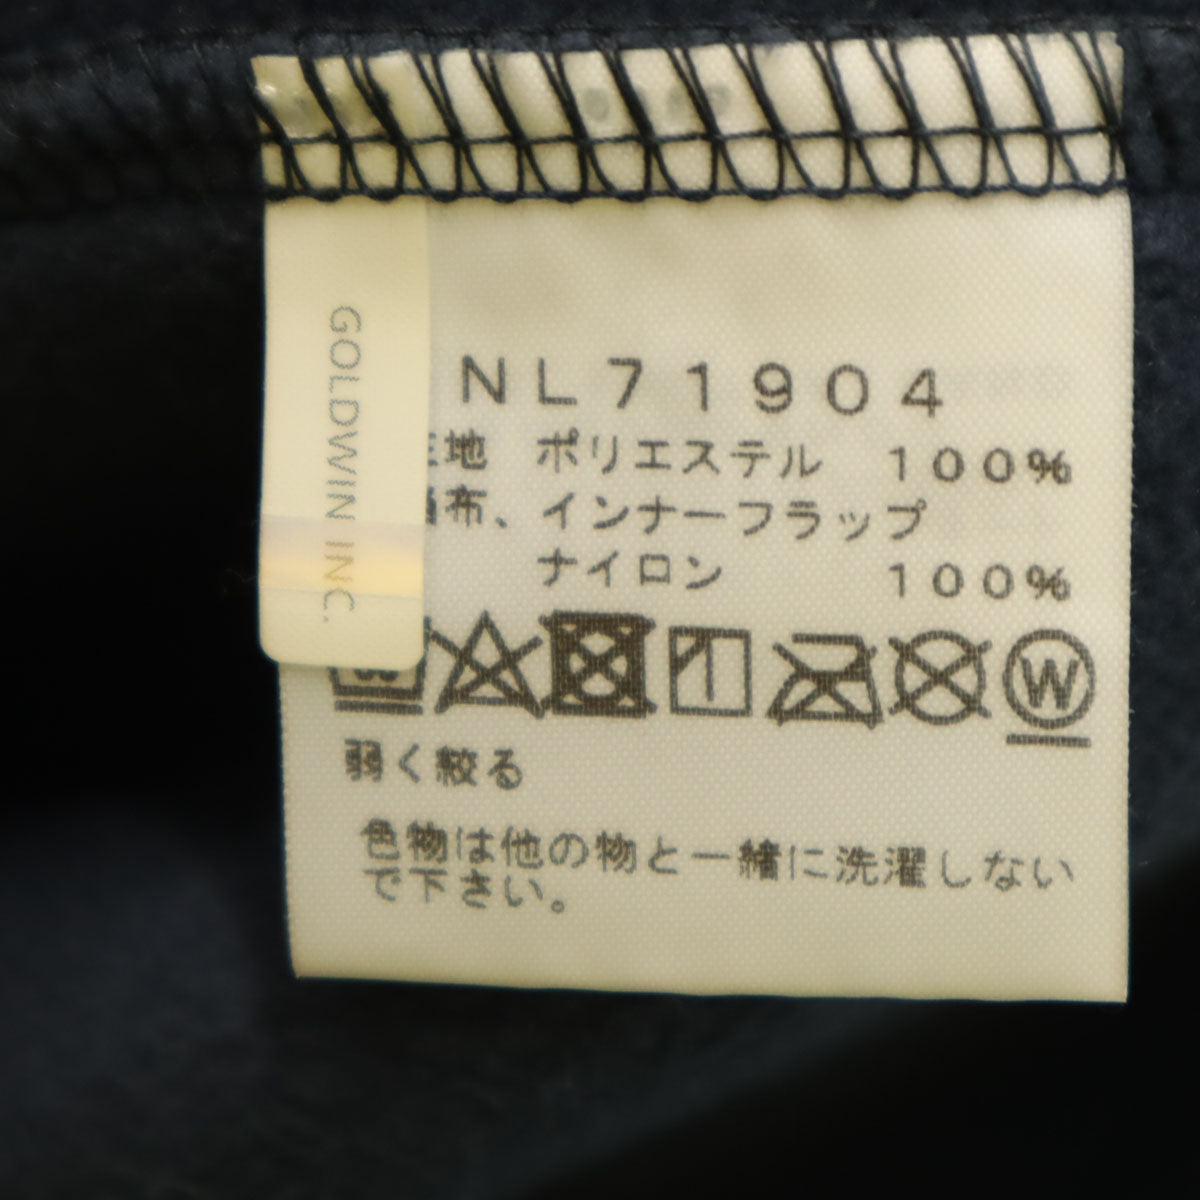 GOLDWIN INC.
NL71904
地 ポリエステル 100%
布、インナーフラップ
ナイロン 100%
W
弱く絞る
色物は他の物と一緒に洗濯しない
で下さい。